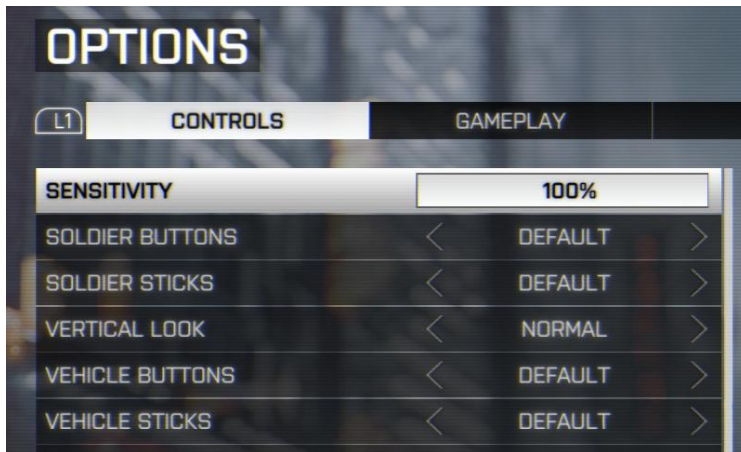 OPTIONS
L1 CONTROLS GAMEPLAY
SENSITIVITY 100%
SOLDIER BUTTONS DEFAULT
SOLDIER STICKS DEFAULT
VERTICAL LOOK NORMAL
VEHICLE BUTTONS DEFAULT
VEHICLE STICKS DEFAULT